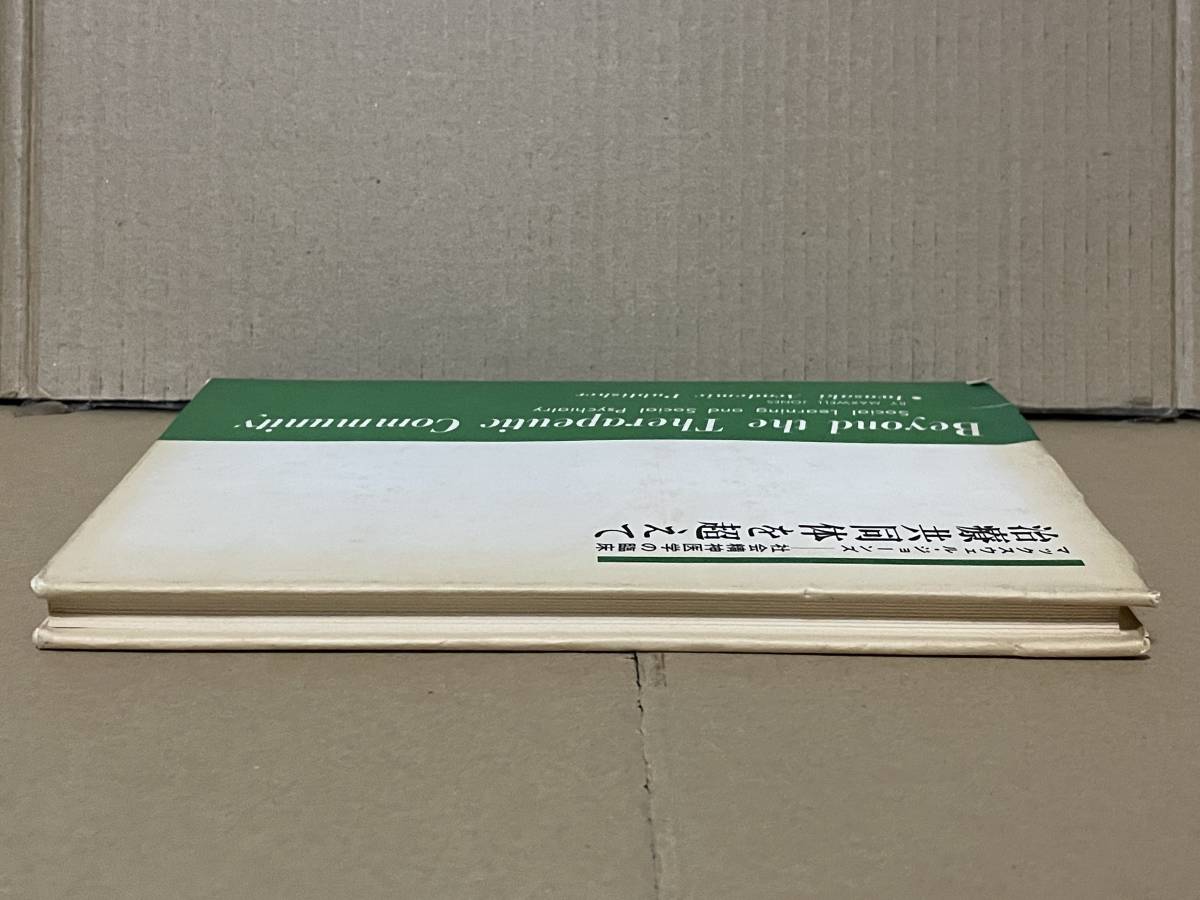 マックスウェル・ジョーンズ――社会精神医学の臨床
治療共同体を超えて
Beyond the Therapeutic Community
Social Learning and Social Psychiatry
BY MAXWELL JONES
• Iwasaki Academic Publisher